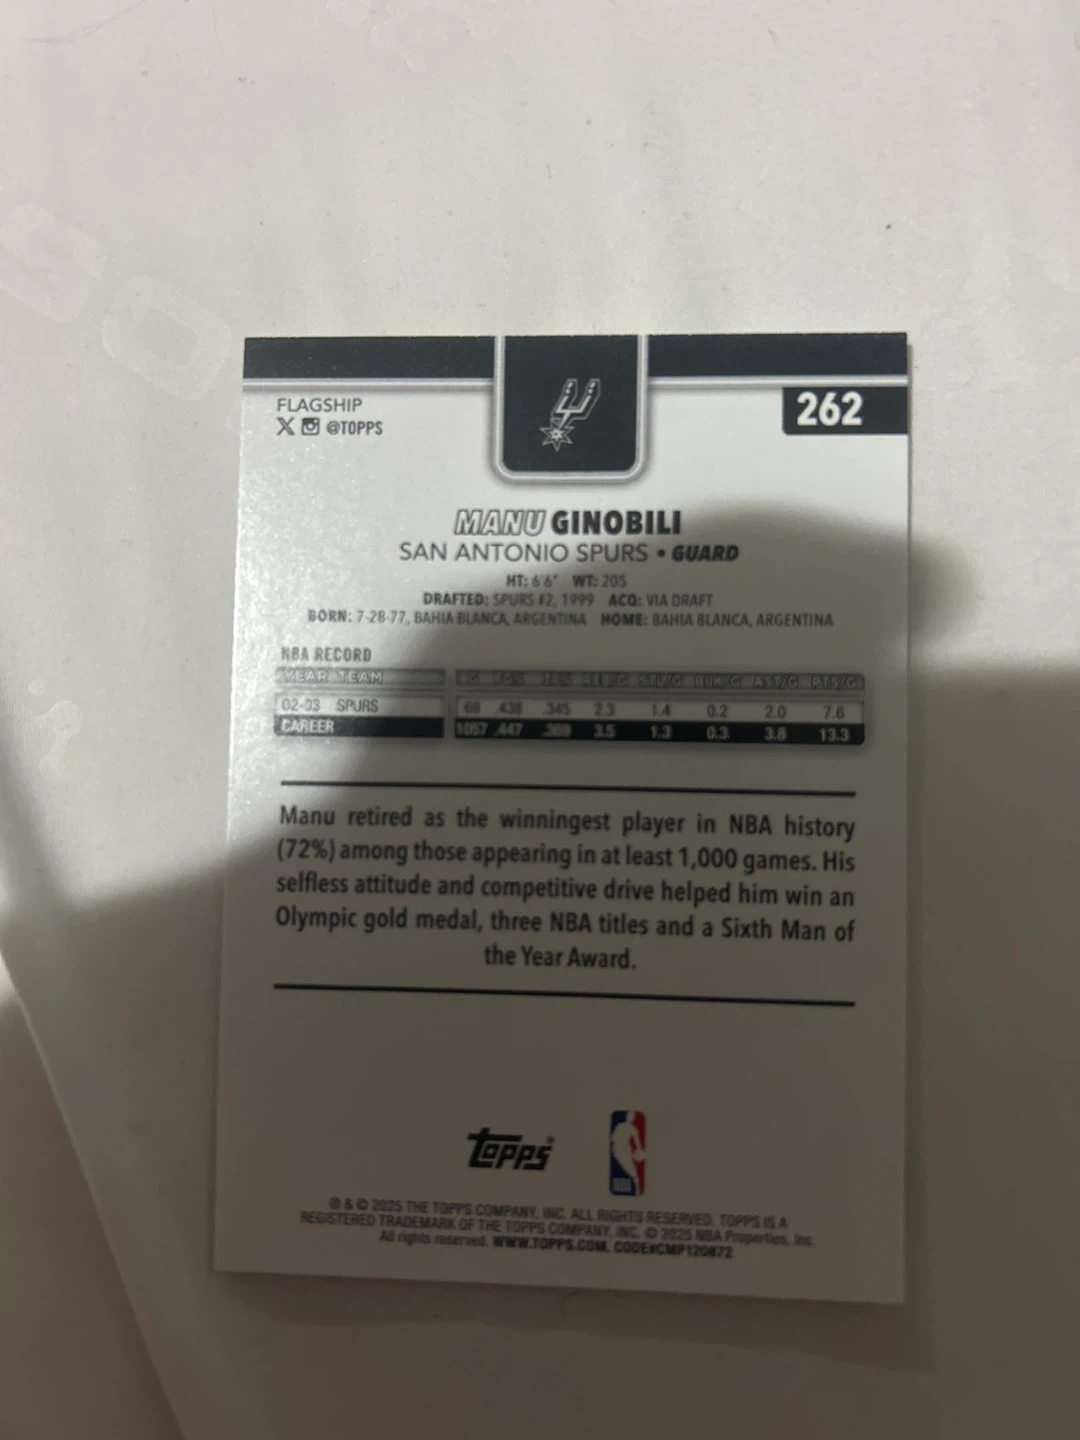 FLAGSHIP
262
@TOPPS
MANU GINOBILI
SAN ANTONIO SPURS • GUARD
HT: 6'6" WT: 205
DRAFTED: SPURS #2, 1999 ACQ: VIA DRAFT
BORN: 7-28-77, BAHIA BLANCA, ARGENTINA HOME: BAHIA BLANCA, ARGENTINA
NBA RECORD
YEAR TEAM STL/G BLK/G AST/G PTS/G
02-03 SPURS 69 .438 .345 2.3 1.4 0.2 2.0 7.6
CAREER 1057 .447 .369 3.5 1.3 0.3 3.8 13.3
Manu retired as the winningest player in NBA history
(72%) among those appearing in at least 1,000 games. His
selfless attitude and competitive drive helped him win an
Olympic gold medal, three NBA titles and a Sixth Man of
the Year Award.
topps
® & © 2025 THE TOPPS COMPANY, INC. ALL RIGHTS RESERVED. TOPPS IS A
REGISTERED TRADEMARK OF THE TOPPS COMPANY, INC. © 2025 NBA Properties, Inc.
All rights reserved. WWW.TOPPS.COM. CODE#CMP120872